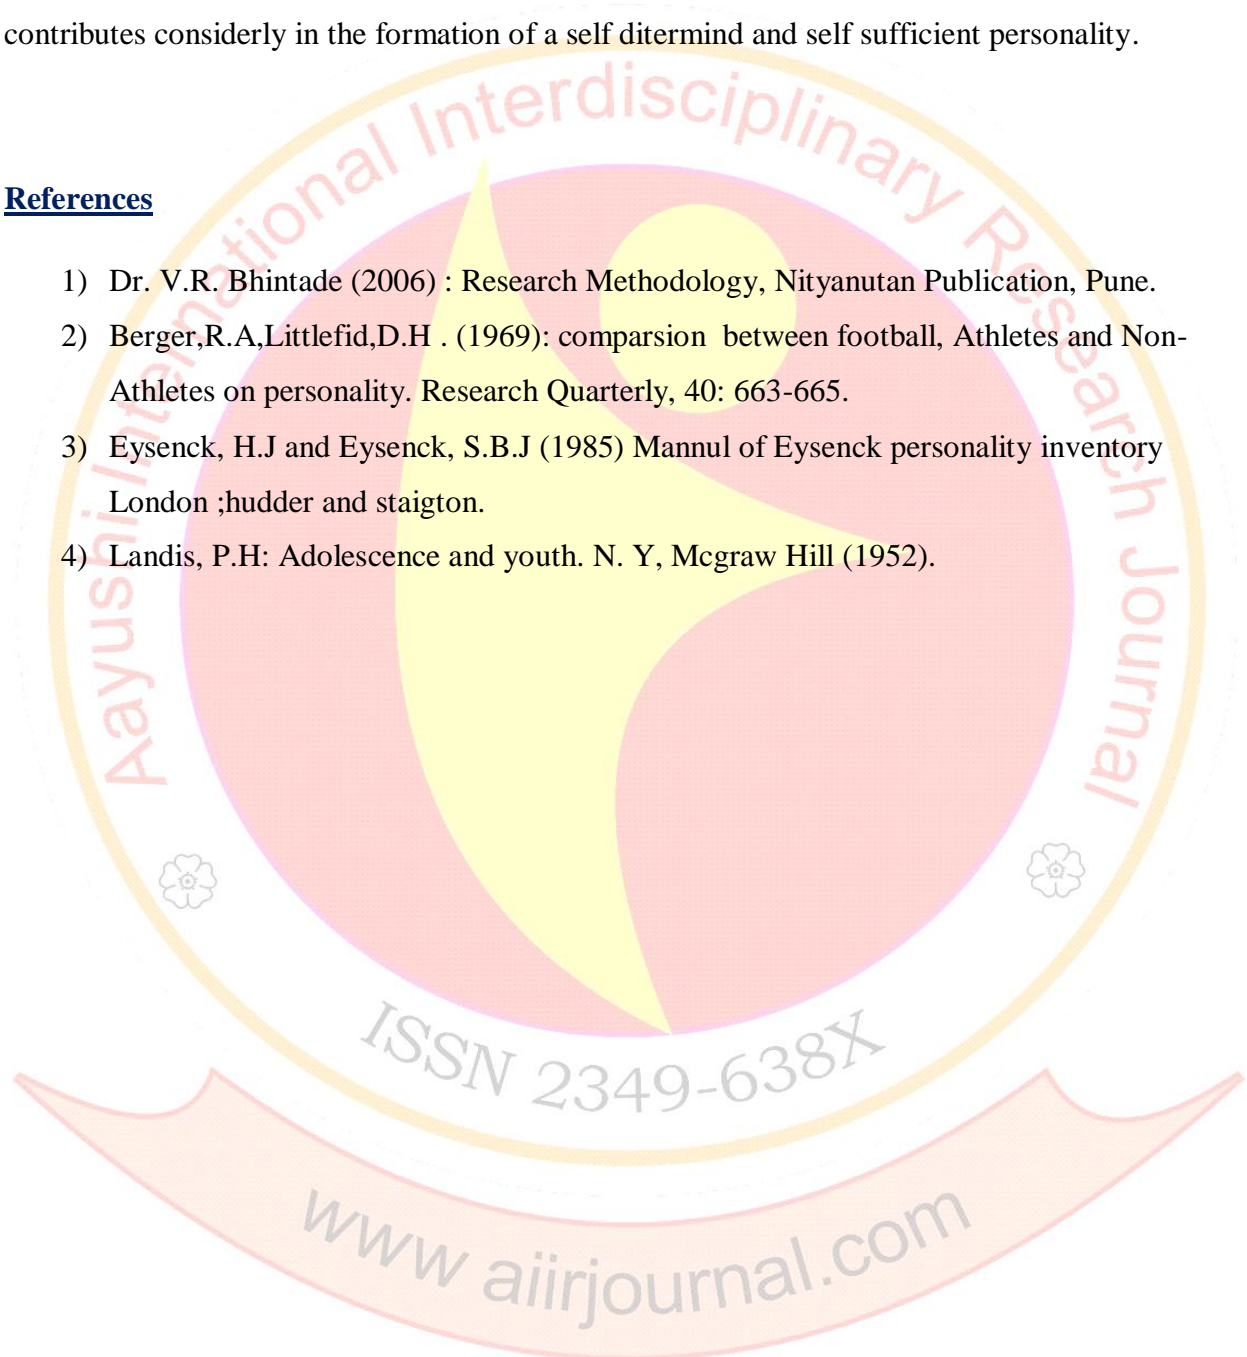 contributes considerly in the formation of a self ditermind and self sufficient personality.
References
1) Dr. V.R. Bhintade (2006) : Research Methodology, Nityanutan Publication, Pune.
2) Berger,R.A,Littlefid,D.H . (1969): comparsion between football, Athletes and Non-
Athletes on personality. Research Quarterly, 40: 663-665.
3) Eysenck, H.J and Eysenck, S.B.J (1985) Mannul of Eysenck personality inventory
London ;hudder and staigton.
4) Landis, P.H: Adolescence and youth. N. Y, Mcgraw Hill (1952).
Aayushi International Interdisciplinary Research Journal
ISSN 2349-638X
www aiirjournal.com